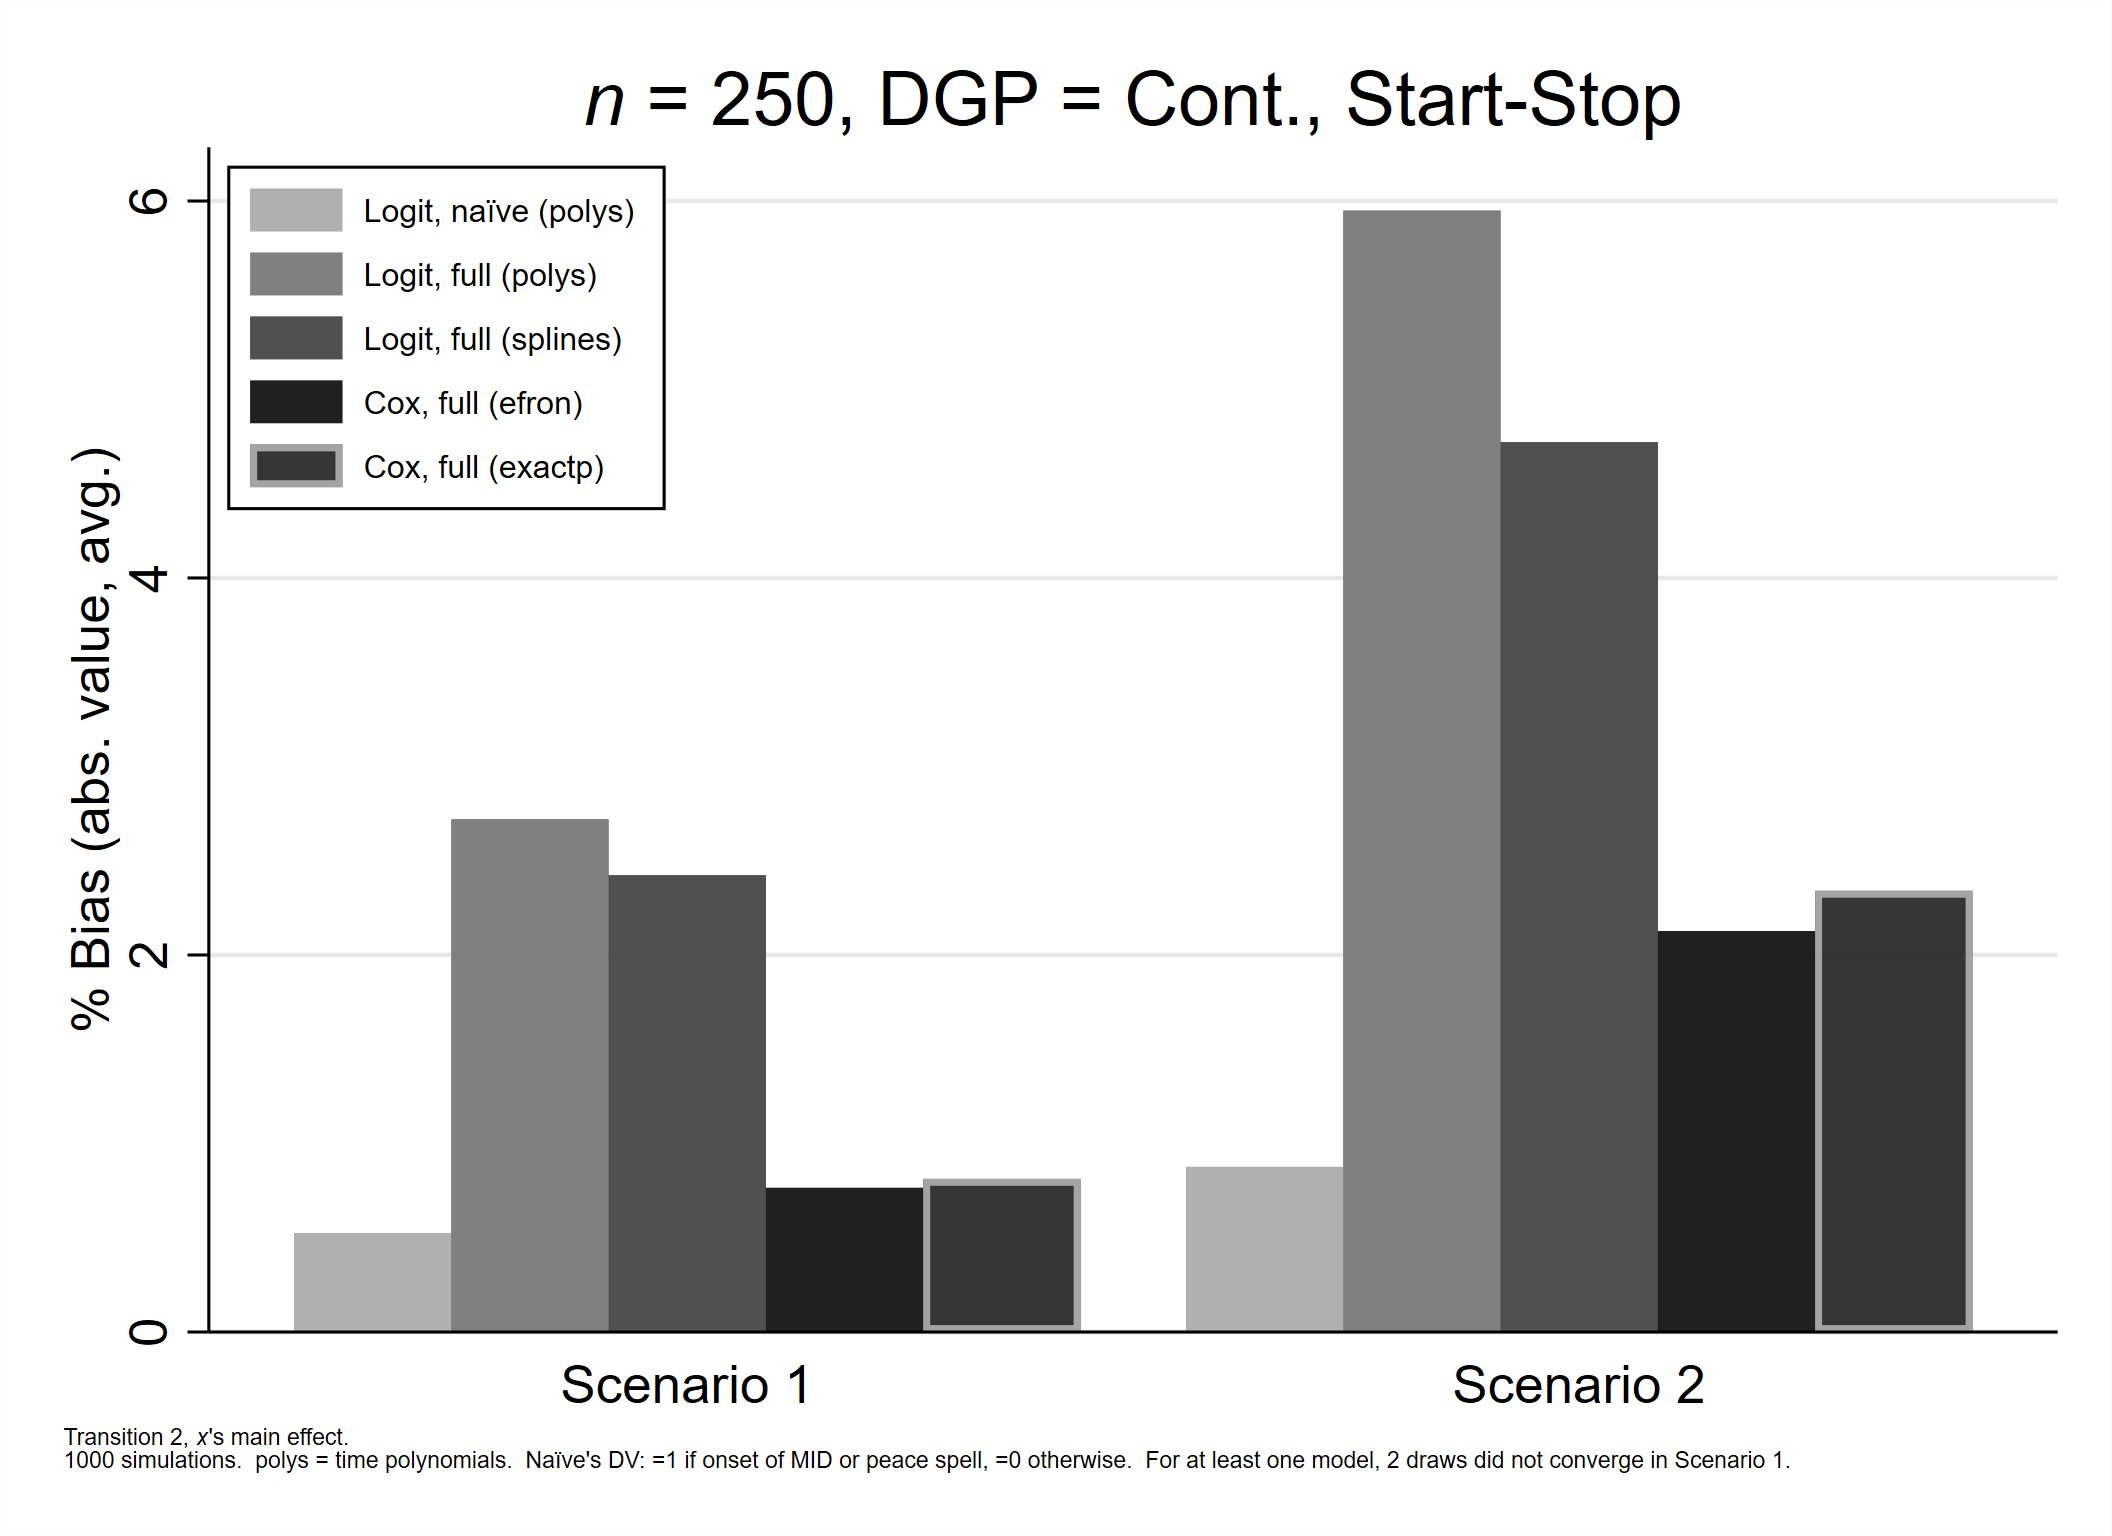 n = 250, DGP = Cont., Start-Stop
Logit, naïve (polys)
Logit, full (polys)
Logit, full (splines)
Cox, full (efron)
Cox, full (exactp)
% Bias (abs. value, avg.)
6
4
2
0
Scenario 1
Scenario 2
Transition 2, x's main effect.
1000 simulations.  polys = time polynomials.  Naïve's DV: =1 if onset of MID or peace spell, =0 otherwise.  For at least one model, 2 draws did not converge in Scenario 1.